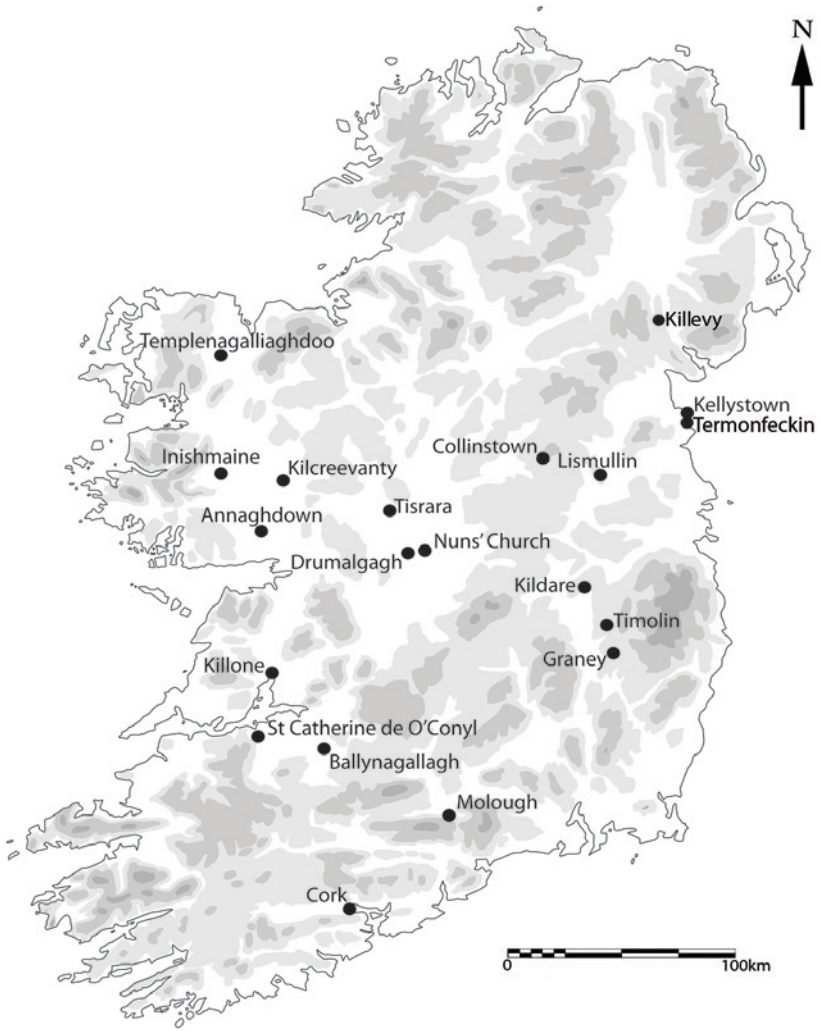 N
Killevy
Templenagalliaghdoo
Kellystown
Termonfeckin
Collinstown
Lismullin
Inishmaine
Kilcreevanty
Tisrara
Annaghdown
Nuns' Church
Drumalgagh
Kildare
Timolin
Graney
Killone
St Catherine de O'Conyl
Ballynagallagh
Molough
Cork
0
100km